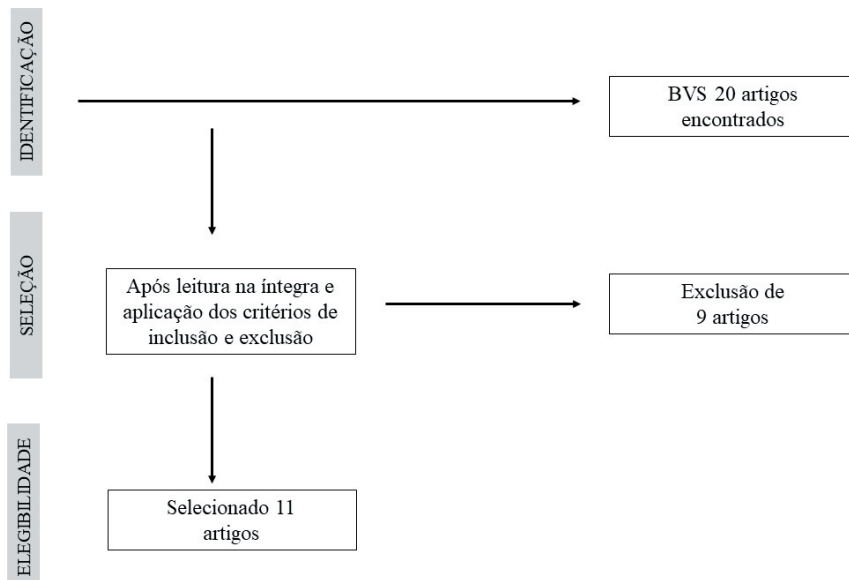 IDENTIFICAÇÃO
BVS 20 artigos
encontrados
SELEÇÃO
Após leitura na íntegra e
aplicação dos critérios de
inclusão e exclusão
Exclusão de
9 artigos
ELEGIBILIDADE
Selecionado 11
artigos